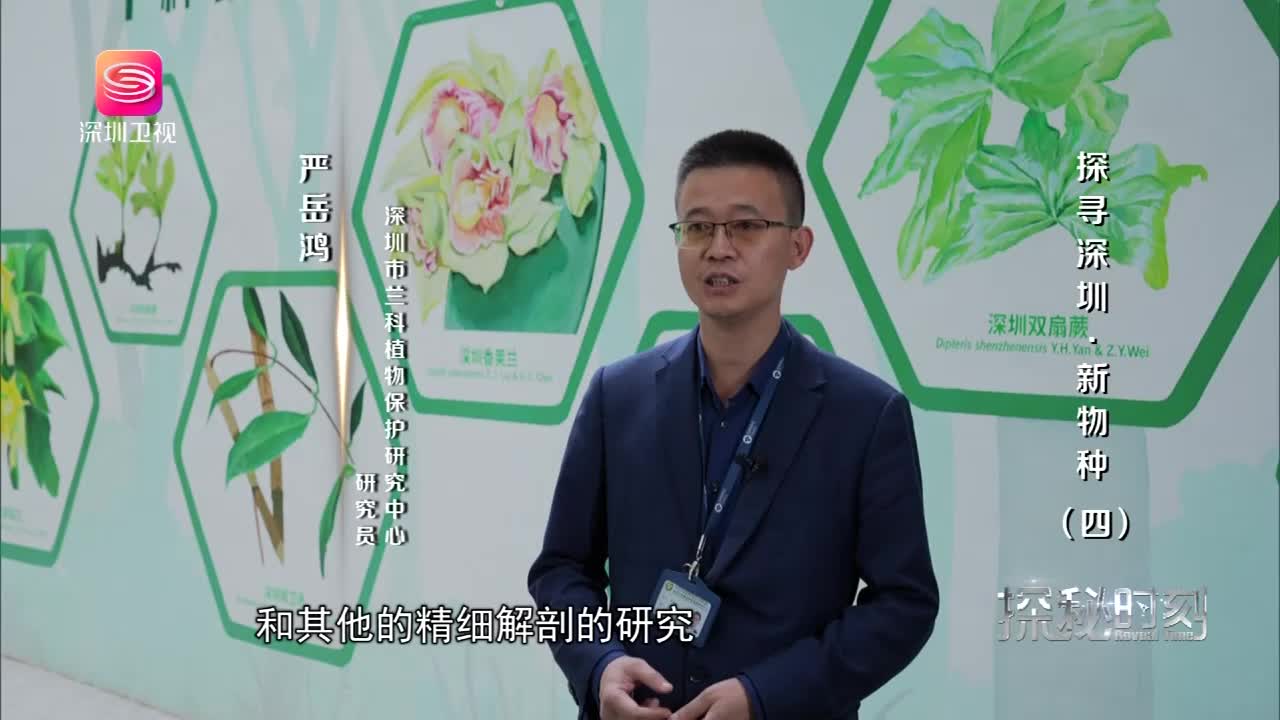 深圳卫视
严岳鸿
深圳市兰科植物保护研究中心
研究员
探寻深圳·新物种（四）
深圳香果兰
深圳双扇蕨
Dipteris shenzhenensis Y.H.Yan & Z.Y.Wei
和其他的精细解剖的研究
探秘时刻